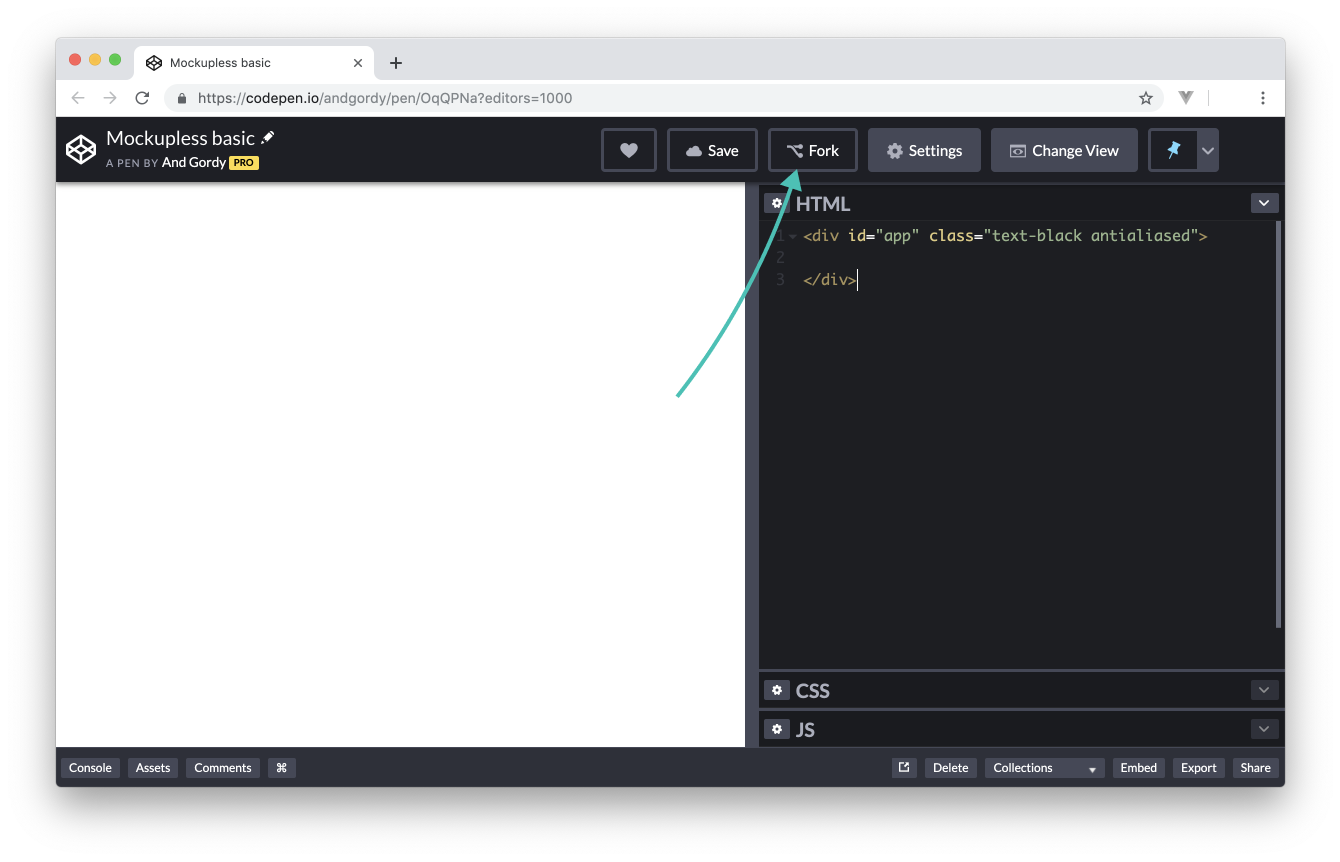 Mockupless basic
https://codepen.io/andgordy/pen/OqQPNa?editors=1000
Mockupless basic
A PEN BY And Gordy PRO
Save
Fork
Settings
Change View
HTML
1 <div id="app" class="text-black antialiased">
2
3 </div>
CSS
JS
Console Assets Comments ⌘ Delete Collections Embed Export Share